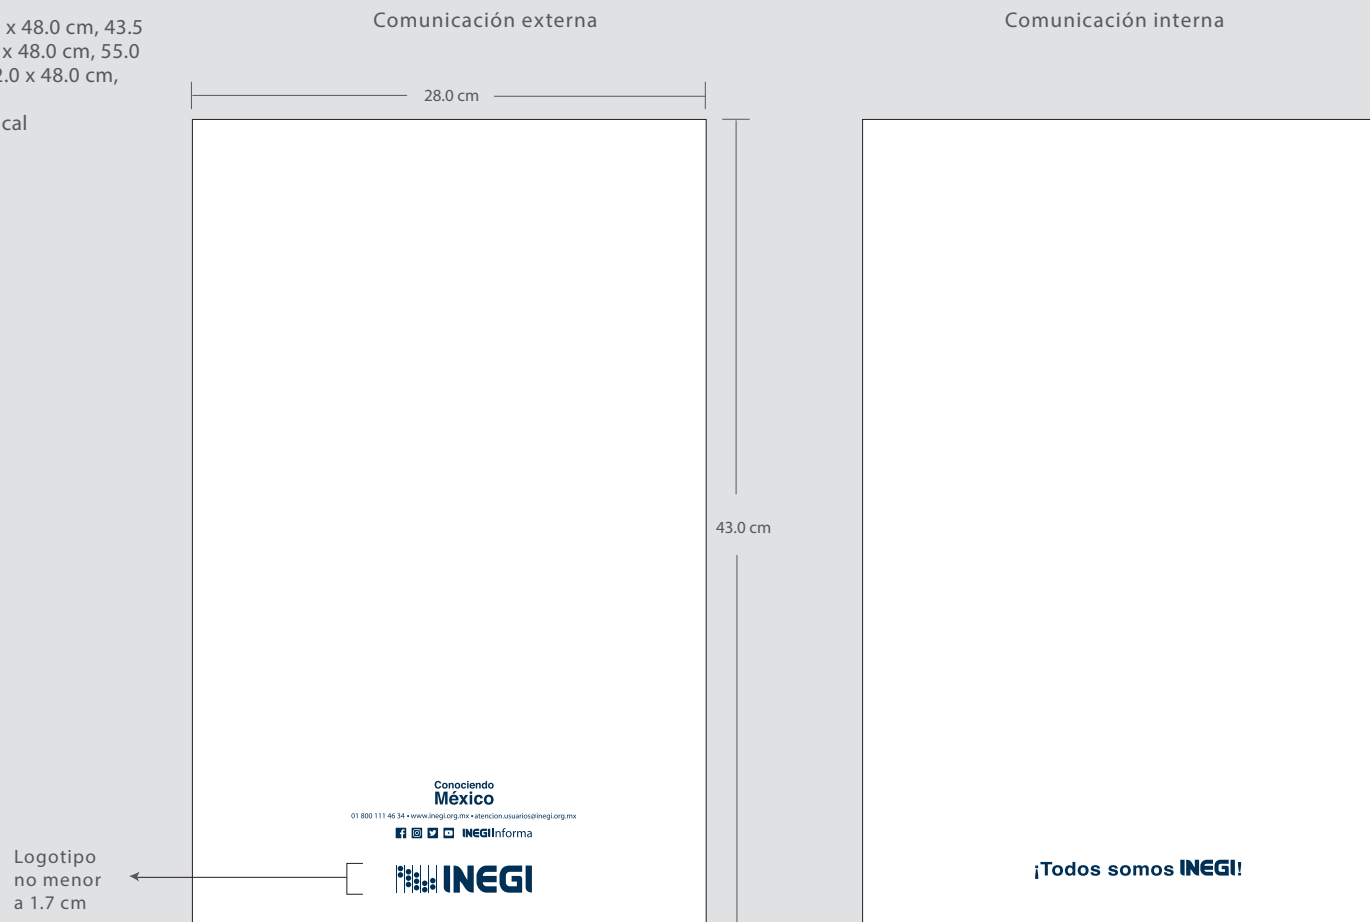 x 48.0 cm, 43.5
x 48.0 cm, 55.0
2.0 x 48.0 cm,
cal
Comunicación externa
28.0 cm
43.0 cm
Conociendo
México
01 800 111 46 34 • www.inegi.org.mx • atencion.usuarios@inegi.org.mx
INEGI Informa
INEGI
Logotipo
no menor
a 1.7 cm
Comunicación interna
¡Todos somos INEGI!